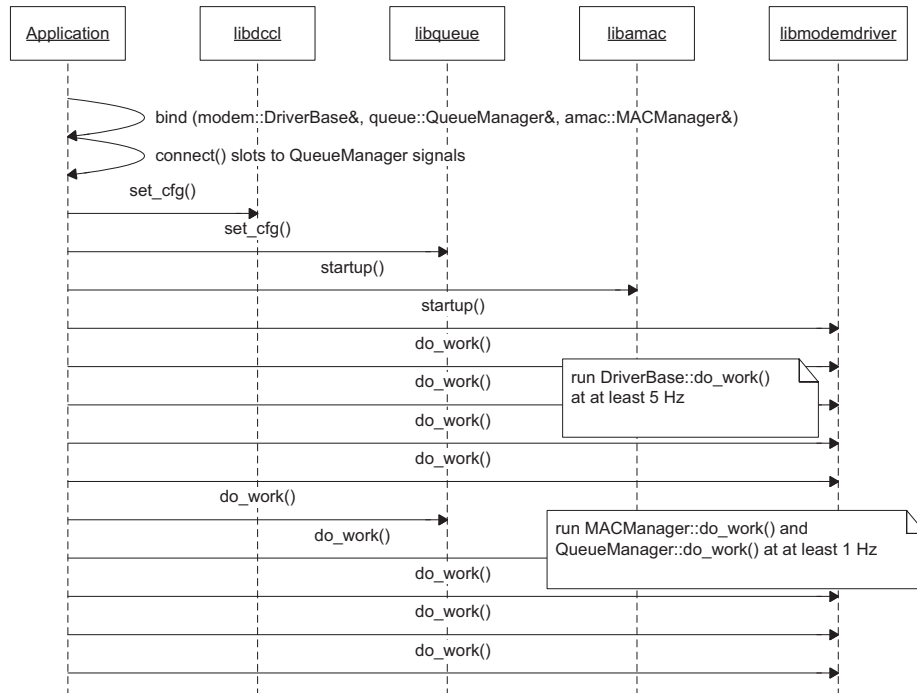 Application libdccl libqueue libamac libmodemdriver
bind (modem::DriverBase&, queue::QueueManager&, amac::MACManager&)
connect() slots to QueueManager signals
set_cfg()
set_cfg()
startup()
startup()
do_work()
run DriverBase::do_work()
at at least 5 Hz
do_work()
do_work()
do_work()
do_work()
do_work()
run MACManager::do_work() and
QueueManager::do_work() at at least 1 Hz
do_work()
do_work()
do_work()